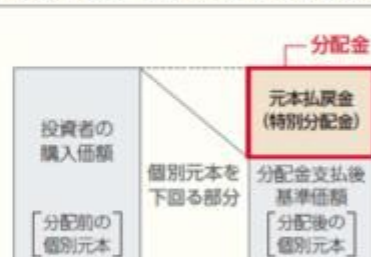 分配金
元本払戻金
(特別分配金)
投資者の
購入価額
個別元本を
下回る部分
分配金支払後
基準価額
分配前の
個別元本
分配後の
個別元本